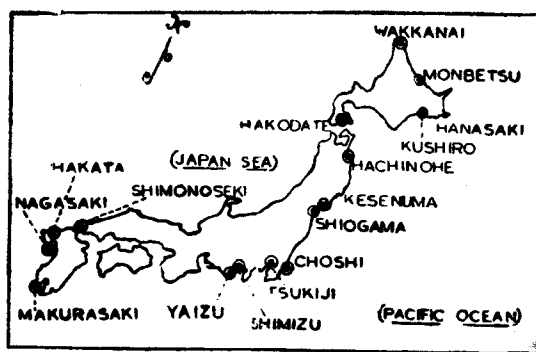 WAKKANAI
MONBETSU
HAKODATE
HANASAKI
KUSHIRO
HACHINOHE
(JAPAN SEA)
HAKATA
SHIMONOSEKI
NAGASAKI
KESENUMA
SHIOGAMA
CHOSHI
TSUKIJI
MAKURASAKI
YAIZU
SHIMIZU
(PACIFIC OCEAN)